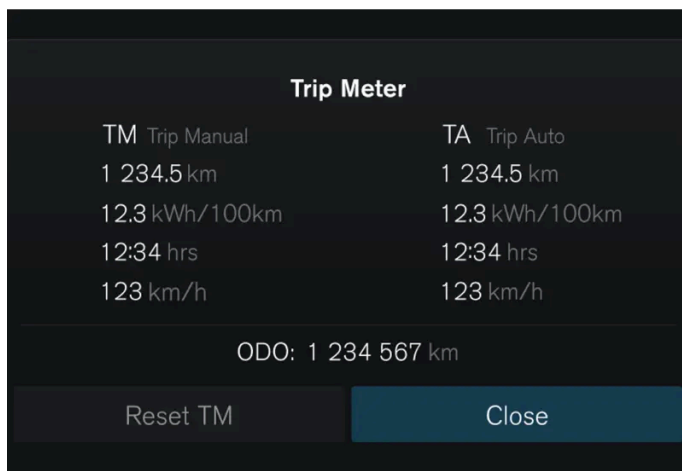 Trip Meter
TM Trip Manual
TA Trip Auto
1 234.5 km
1 234.5 km
12.3 kWh/100km
12.3 kWh/100km
12:34 hrs
12:34 hrs
123 km/h
123 km/h
ODO: 1 234 567 km
Reset TM
Close